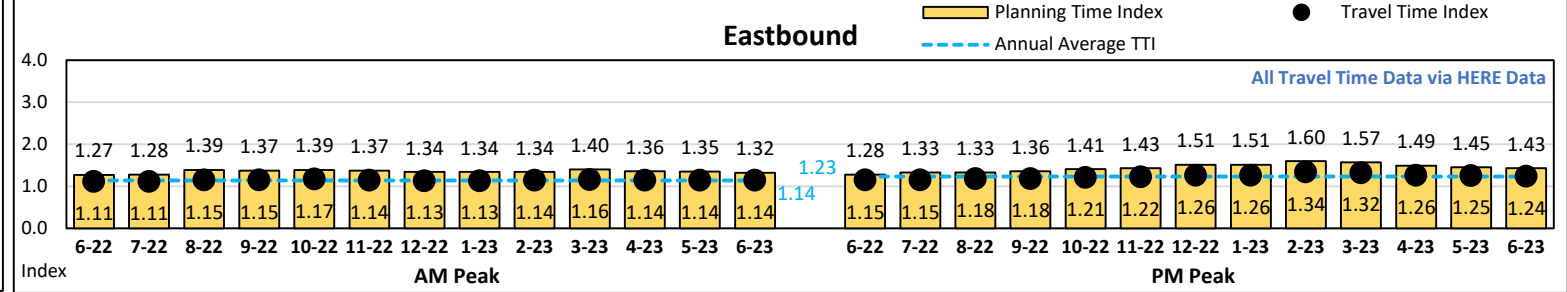 Planning Time Index
Travel Time Index
Annual Average TTI
Eastbound
All Travel Time Data via HERE Data
4.0
3.0
2.0
1.0
0.0
1.27 1.28 1.39 1.37 1.39 1.37 1.34 1.34 1.34 1.40 1.36 1.35 1.32
1.28 1.33 1.33 1.36 1.41 1.43 1.51 1.51 1.60 1.57 1.49 1.45 1.43
1.23
1.14
1.11 1.11 1.15 1.15 1.17 1.14 1.13 1.13 1.14 1.16 1.14 1.14 1.14
1.15 1.15 1.18 1.18 1.21 1.22 1.26 1.26 1.34 1.32 1.26 1.25 1.24
6-22 7-22 8-22 9-22 10-22 11-22 12-22 1-23 2-23 3-23 4-23 5-23 6-23
6-22 7-22 8-22 9-22 10-22 11-22 12-22 1-23 2-23 3-23 4-23 5-23 6-23
Index
AM Peak
PM Peak